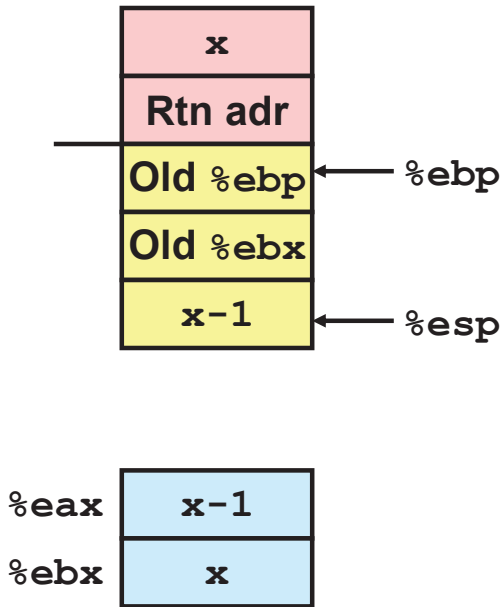 x
Rtn adr
Old %ebp %ebp
Old %ebx
x-1 %esp
%eax x-1
%ebx x